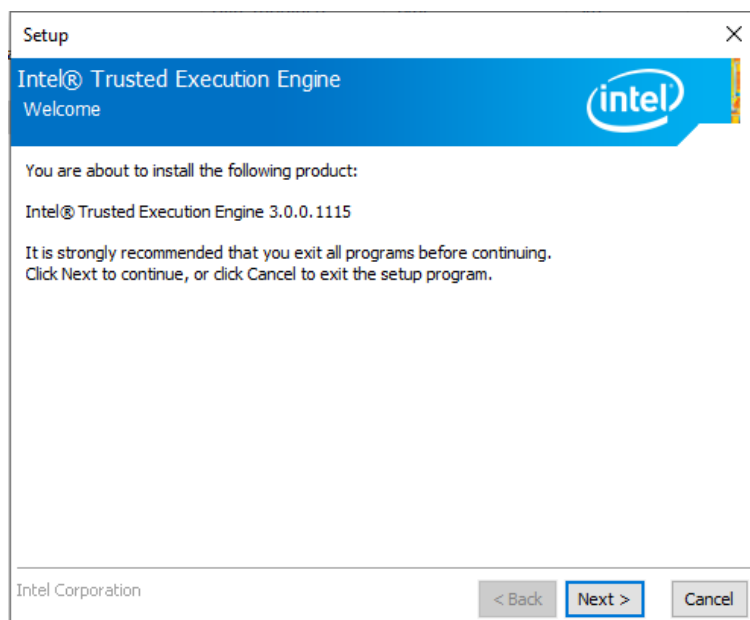 Setup
Intel® Trusted Execution Engine
Welcome
intel
You are about to install the following product:
Intel® Trusted Execution Engine 3.0.0.1115
It is strongly recommended that you exit all programs before continuing.
Click Next to continue, or click Cancel to exit the setup program.
Intel Corporation
< Back Next > Cancel